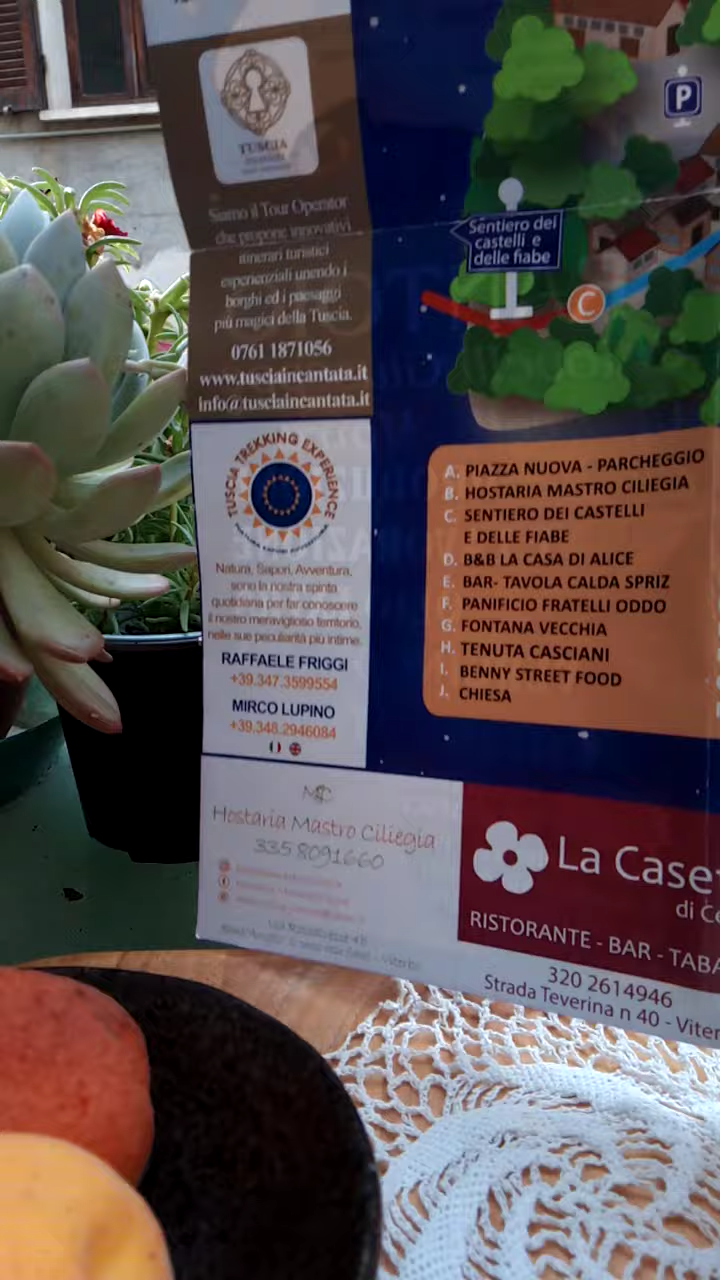 TUSCIA
Siamo il Tour Operator
che propone innovativi
itinerari turistici
esperienziali unendo i
borghi ed i paesaggi
più magici della Tuscia.
0761 1871056
www.tusciaincantata.it
info@tusciaincantata.it
TUSCIA TREKKING EXPERIENCE
NATURA SAPORI AVVENTURA
Natura, Sapori, Avventura,
sono la nostra spinta
quotidiana per far conoscere
il nostro meraviglioso territorio,
nelle sue peculiarità più intime.
RAFFAELE FRIGGI
+39.347.3599554
MIRCO LUPINO
+39.348.2946084
Hostaria Mastro Ciliegia
335 8091660
P
Sentiero dei
castelli e
delle fiabe
C
A. PIAZZA NUOVA - PARCHEGGIO
B. HOSTARIA MASTRO CILIEGIA
C. SENTIERO DEI CASTELLI
E DELLE FIABE
D. B&B LA CASA DI ALICE
E. BAR- TAVOLA CALDA SPRIZ
F. PANIFICIO FRATELLI ODDO
G. FONTANA VECCHIA
H. TENUTA CASCIANI
I. BENNY STREET FOOD
J. CHIESA
La Case
di Ce
RISTORANTE - BAR - TABA
320 2614946
Strada Teverina n 40 - Viter